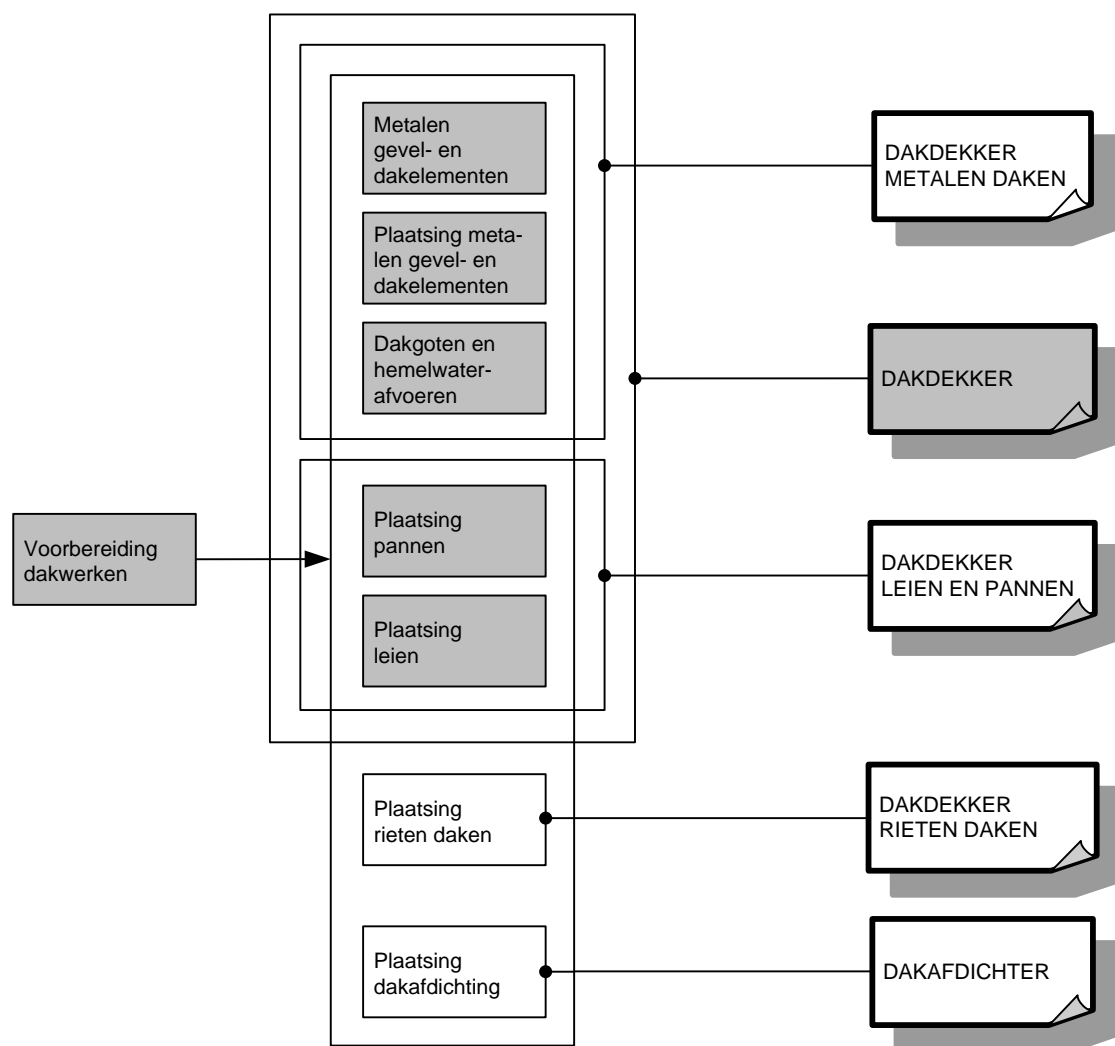 Metalen
gevel- en
dakelementen
DAKDEKKER
METALEN DAKEN
Plaatsing meta-
len gevel- en
dakelementen
Dakgoten en
hemelwater-
afvoeren
DAKDEKKER
Voorbereiding
dakwerken
Plaatsing
pannen
DAKDEKKER
LEIEN EN PANNEN
Plaatsing
leien
Plaatsing
rieten daken
DAKDEKKER
RIETEN DAKEN
Plaatsing
dakafdichting
DAKAFDICHTER